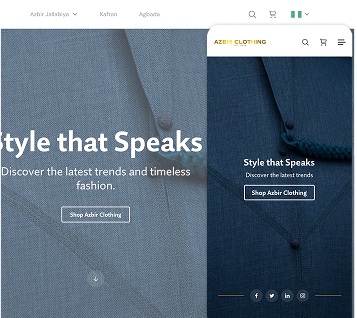 Azbir Jallabiya
Kaftan
Agbada
AZBIR CLOTHING
Style that Speaks
Discover the latest trends and timeless
fashion.
Shop Azbir Clothing
Style that Speaks
Discover the latest trends
Shop Azbir Clothing